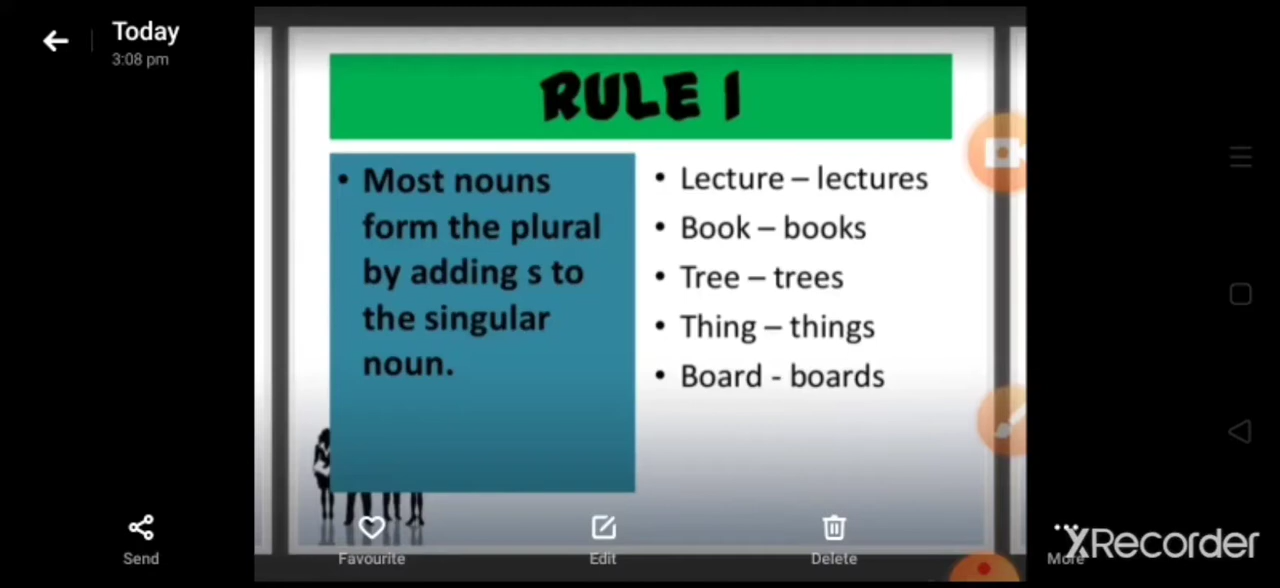 Today
3:08 pm
RULE 1
• Most nouns
form the plural
by adding s to
the singular
noun.
• Lecture – lectures
• Book – books
• Tree – trees
• Thing – things
• Board - boards
Send
Favourite
Edit
Delete
More
XRecorder